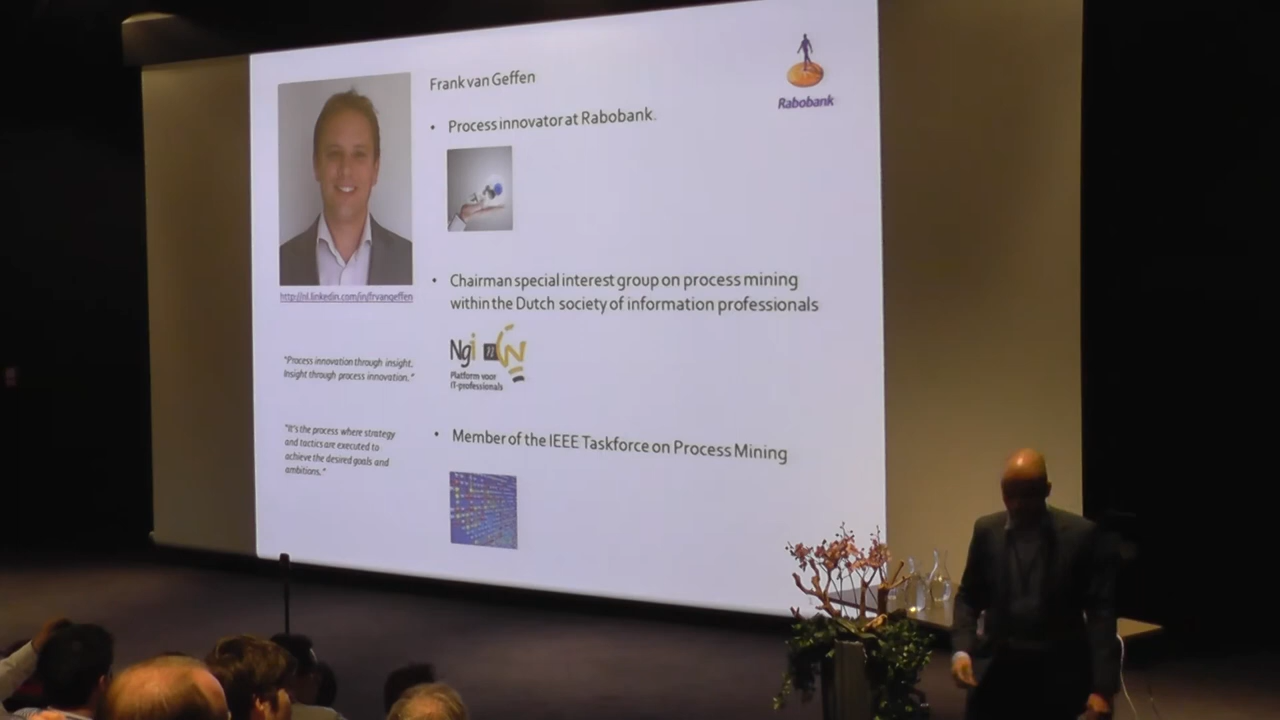 Frank van Geffen
Rabobank
• Process innovator at Rabobank.
http://nl.linkedin.com/in/frvangeffen
• Chairman special interest group on process mining
within the Dutch society of information professionals
Ngi
Platform voor
IT-professionals
"Process innovation through insight.
Insight through process innovation."
"It's the process where strategy
and tactics are executed to
achieve the desired goals and
ambitions."
• Member of the IEEE Taskforce on Process Mining